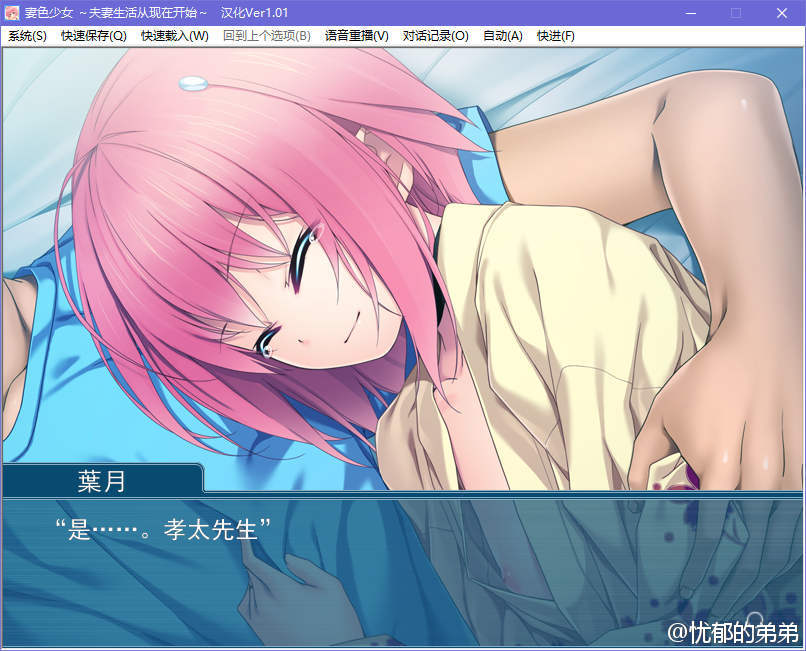 妻色少女 ～夫妻生活从现在开始～ 汉化Ver1.01
系统(S) 快速保存(Q) 快速载入(W) 回到上个选项(B) 语音重播(V) 对话记录(O) 自动(A) 快进(F)
葉月
“是……。孝太先生”
@忧郁的弟弟